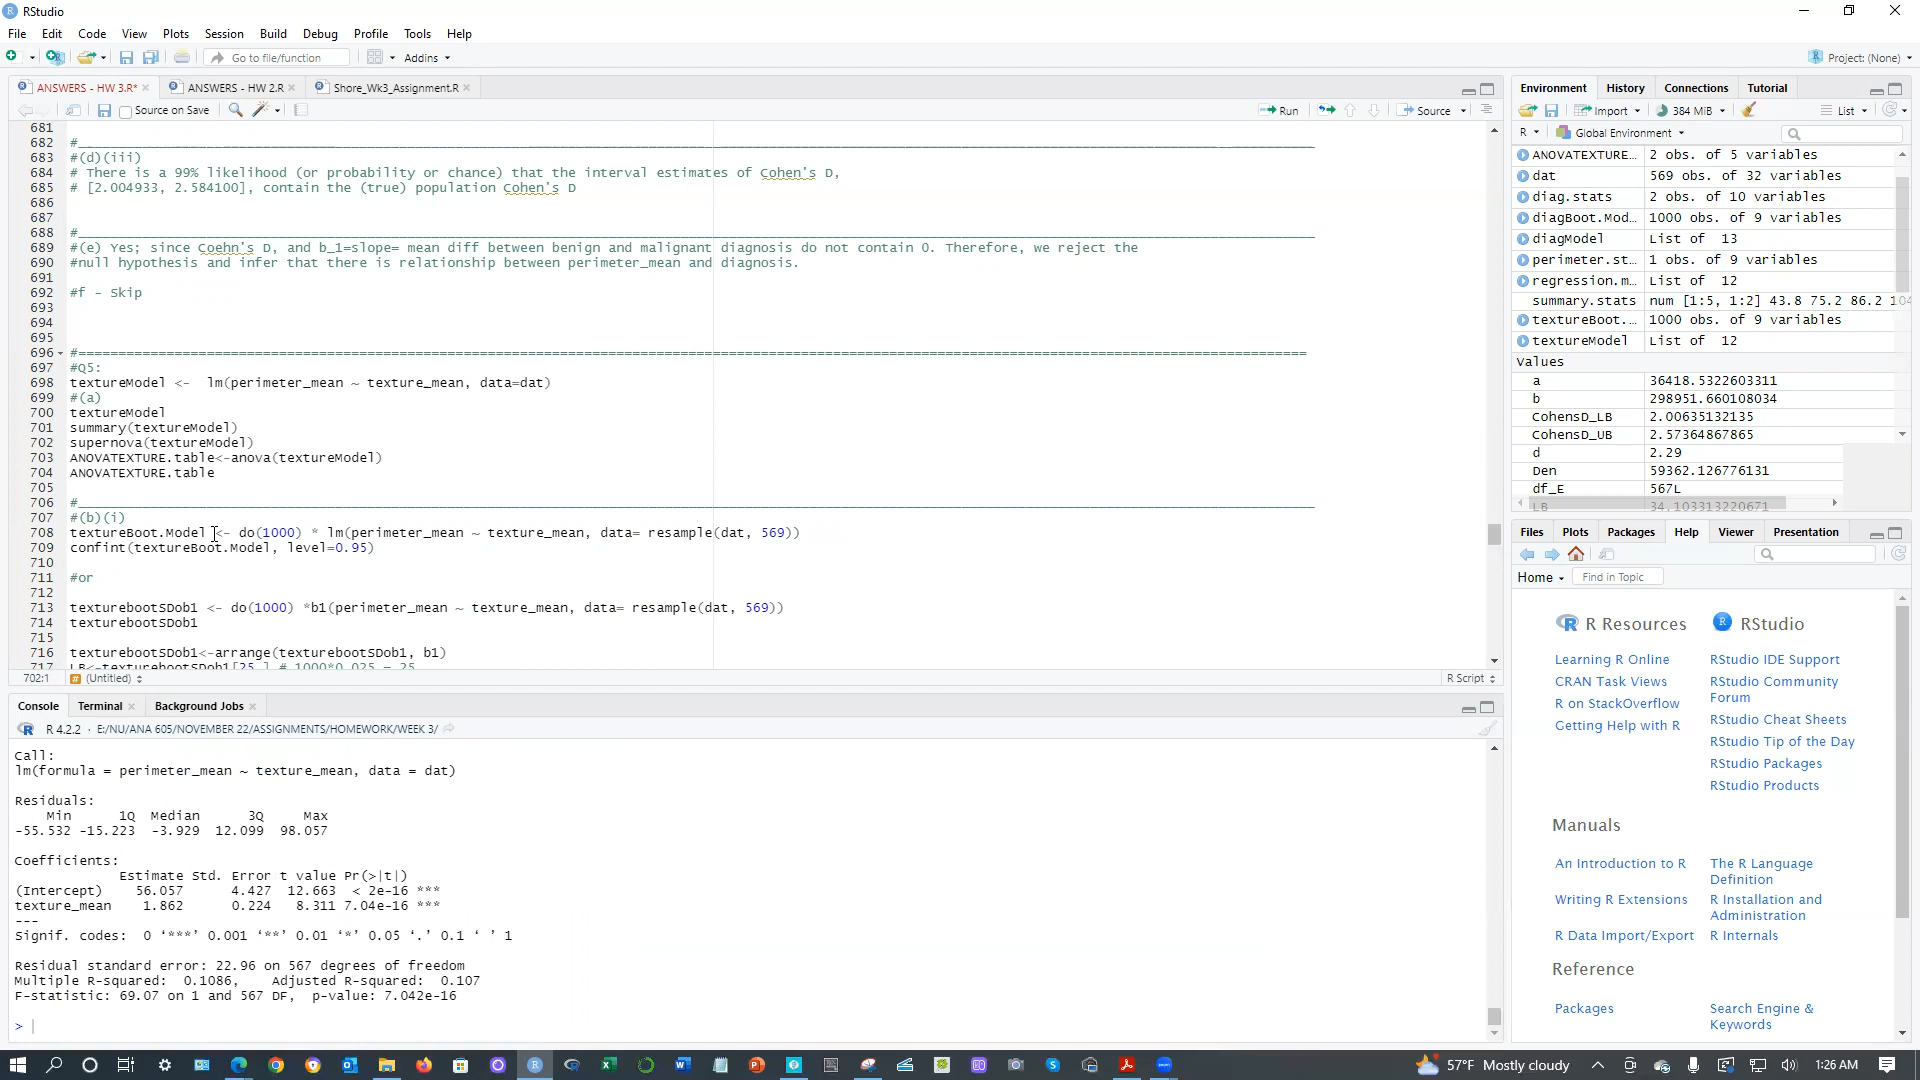 RStudio
File Edit Code View Plots Session Build Debug Profile Tools Help
Go to file/function Addins Project: (None)
ANSWERS - HW 3.R* ANSWERS - HW 2.R Shore_Wk3_Assignment.R
Source on Save Run Source
681
682 #
683 #(d)(iii)
684 # There is a 99% likelihood (or probability or chance) that the interval estimates of Cohen's D,
685 # [2.004933, 2.584100], contain the (true) population Cohen's D
686
687
688 #
689 #(e) Yes; since Coehn's D, and b_1=slope= mean diff between benign and malignant diagnosis do not contain 0. Therefore, we reject the
690 #null hypothesis and infer that there is relationship between perimeter_mean and diagnosis.
691
692 #f - Skip
693
694
695
696 #=====
697 #Q5:
698 textureModel <-  lm(perimeter_mean ~ texture_mean, data=dat)
699 #(a)
700 textureModel
701 summary(textureModel)
702 supernova(textureModel)
703 ANOVATEXTURE.table<-anova(textureModel)
704 ANOVATEXTURE.table
705
706 #
707 #(b)(i)
708 textureBoot.Model <- do(1000) * lm(perimeter_mean ~ texture_mean, data= resample(dat, 569))
709 confint(textureBoot.Model, level=0.95)
710
711 #or
712
713 texturebootSDob1 <- do(1000) *b1(perimeter_mean ~ texture_mean, data= resample(dat, 569))
714 texturebootSDob1
715
716 texturebootSDob1<-arrange(texturebootSDob1, b1)
717 LB<-texturebootSDob1[25,] # 1000*0.025 = 25
702:1 (Untitled) R Script
Console Terminal Background Jobs
R 4.2.2 · E:/NU/ANA 605/NOVEMBER 22/ASSIGNMENTS/HOMEWORK/WEEK 3/
Call:
lm(formula = perimeter_mean ~ texture_mean, data = dat)
Residuals:
Min 1Q Median 3Q Max
-55.532 -15.223 -3.929 12.099 98.057
Coefficients:
Estimate Std. Error t value Pr(>|t|)
(Intercept) 56.057 4.427 12.663 < 2e-16 ***
texture_mean 1.862 0.224 8.311 7.04e-16 ***
---
Signif. codes:  0 ‘***’ 0.001 ‘**’ 0.01 ‘*’ 0.05 ‘.’ 0.1 ‘ ’ 1
Residual standard error: 22.96 on 567 degrees of freedom
Multiple R-squared:  0.1086, Adjusted R-squared:  0.107
F-statistic: 69.07 on 1 and 567 DF,  p-value: 7.042e-16
>
Environment History Connections Tutorial
Import 384 MiB List
R Global Environment
ANOVATEXTURE... 2 obs. of 5 variables
dat 569 obs. of 32 variables
diag.stats 2 obs. of 10 variables
diagBoot.Mod... 1000 obs. of 9 variables
diagModel List of 13
perimeter.st... 1 obs. of 9 variables
regression.m... List of 12
summary.stats num [1:5, 1:2] 43.8 75.2 86.2 104
textureBoot.... 1000 obs. of 9 variables
textureModel List of 12
Values
a 36418.5322603311
b 298951.660108034
CohensD_LB 2.00635132135
CohensD_UB 2.57364867865
d 2.29
Den 59362.126776131
df_E 567L
LB 34.103313220671
Files Plots Packages Help Viewer Presentation
Home Find in Topic
R Resources RStudio
Learning R Online RStudio IDE Support
CRAN Task Views RStudio Community Forum
R on StackOverflow RStudio Cheat Sheets
Getting Help with R RStudio Tip of the Day
RStudio Packages
RStudio Products
Manuals
An Introduction to R The R Language Definition
Writing R Extensions R Installation and Administration
R Data Import/Export R Internals
Reference
Packages Search Engine & Keywords
57°F Mostly cloudy 1:26 AM